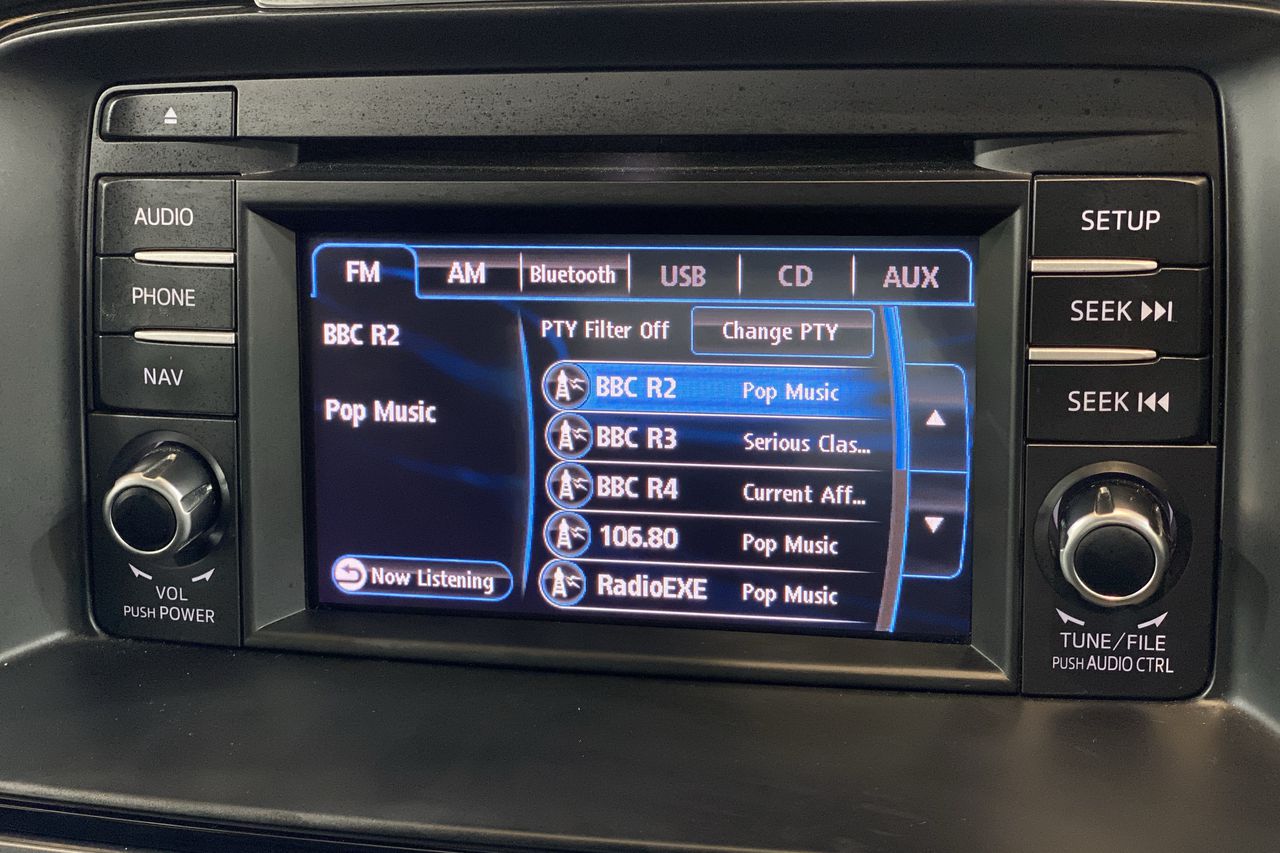 AUDIO
PHONE
NAV
VOL
PUSH POWER
FM AM Bluetooth USB CD AUX
BBC R2
Pop Music
Now Listening
PTY Filter Off Change PTY
BBC R2 Pop Music
BBC R3 Serious Clas...
BBC R4 Current Aff...
106.80 Pop Music
RadioEXE Pop Music
SETUP
SEEK
SEEK
TUNE/FILE
PUSH AUDIO CTRL